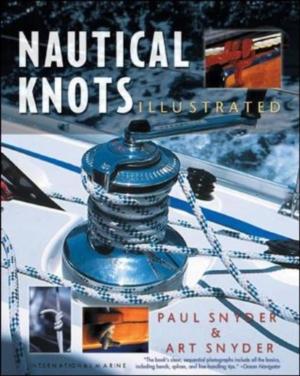 NAUTICAL
KNOTS
ILLUSTRATED
PAUL SNYDER
&
ART SNYDER
INTERNATIONAL MARINE
"The book's clear, sequential photographs include all the basics,
including bends, splices, and line-handling tips." —Ocean Navigator